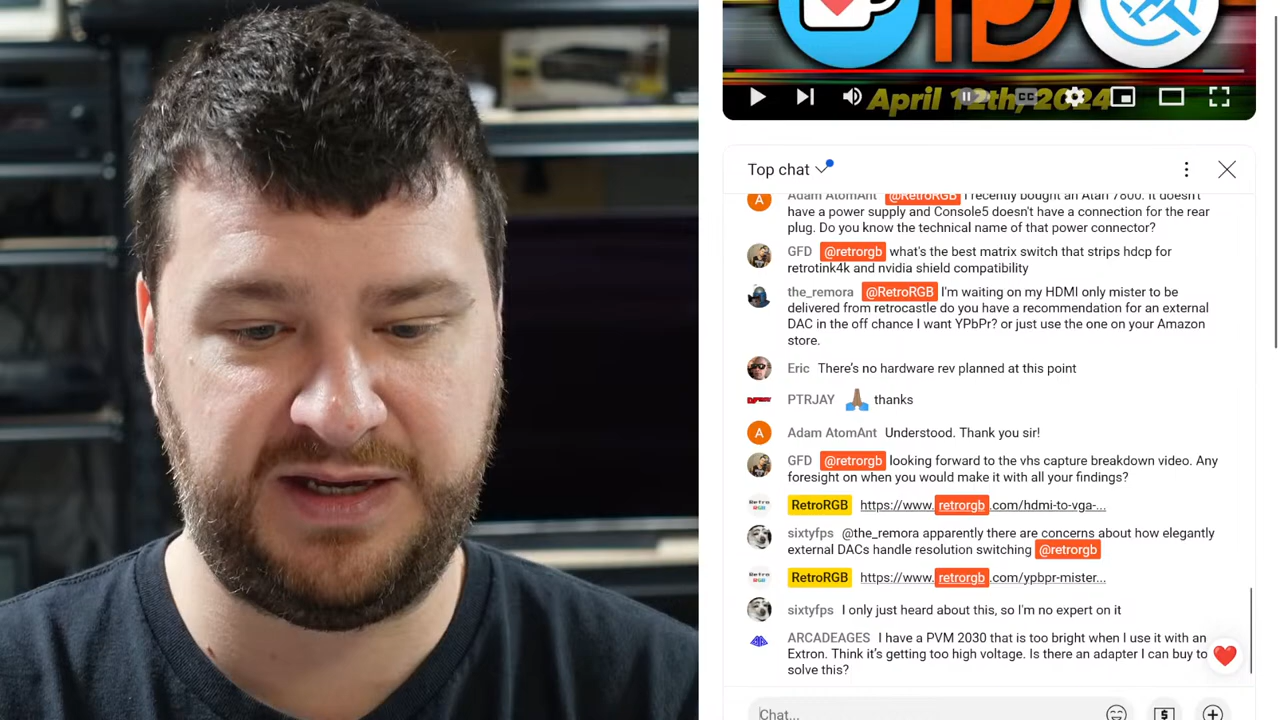 April 12th, 2024
Top chat
Adam AtomAnt @RetroRGB I recently bought an Atari 7800. It doesn't
have a power supply and Console5 doesn't have a connection for the rear
plug. Do you know the technical name of that power connector?
GFD @retrorgb what's the best matrix switch that strips hdcp for
retrotink4k and nvidia shield compatibility
the_remora @RetroRGB I'm waiting on my HDMI only mister to be
delivered from retrocastle do you have a recommendation for an external
DAC in the off chance I want YPbPr? or just use the one on your Amazon
store.
Eric There's no hardware rev planned at this point
PTRJAY 🙏🏽 thanks
A Adam AtomAnt Understood. Thank you sir!
GFD @retrorgb looking forward to the vhs capture breakdown video. Any
foresight on when you would make it with all your findings?
RetroRGB https://www.retrorgb.com/hdmi-to-vga-...
sixtyfps @the_remora apparently there are concerns about how elegantly
external DACs handle resolution switching @retrorgb
RetroRGB https://www.retrorgb.com/ypbpr-mister...
sixtyfps I only just heard about this, so I'm no expert on it
ARCADEAGES I have a PVM 2030 that is too bright when I use it with an
Extron. Think it's getting too high voltage. Is there an adapter I can buy to
solve this?
Chat...